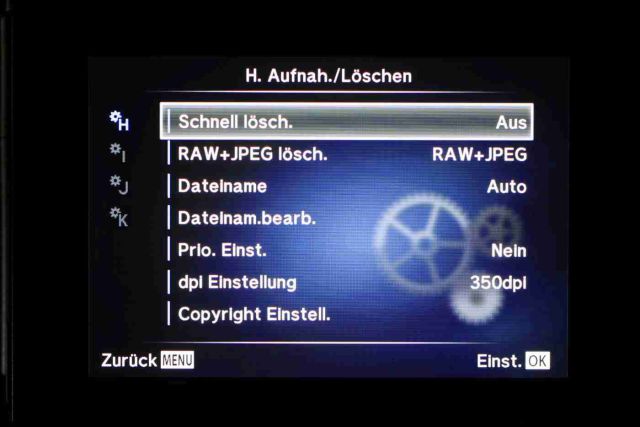 H. Aufnah./Löschen
H
Schnell lösch. Aus
I
RAW+JPEG lösch. RAW+JPEG
J
Dateiname Auto
K
Dateinam.bearb.
Prio. Einst. Nein
dpi Einstellung 350dpi
Copyright Einstell.
Zurück MENU Einst. OK